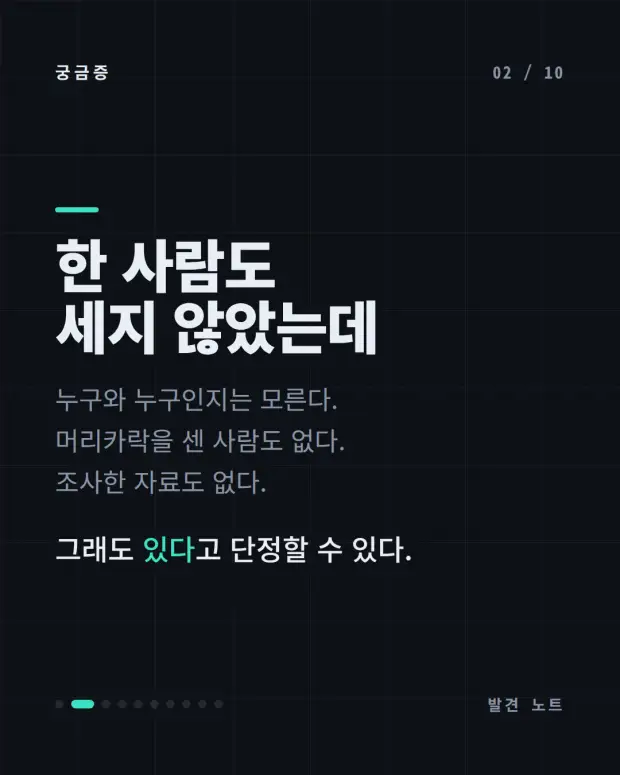 궁금증
02 / 10
한 사람도
세지 않았는데
누구와 누구인지는 모른다.
머리카락을 센 사람도 없다.
조사한 자료도 없다.
그래도 있다고 단정할 수 있다.
발견 노트